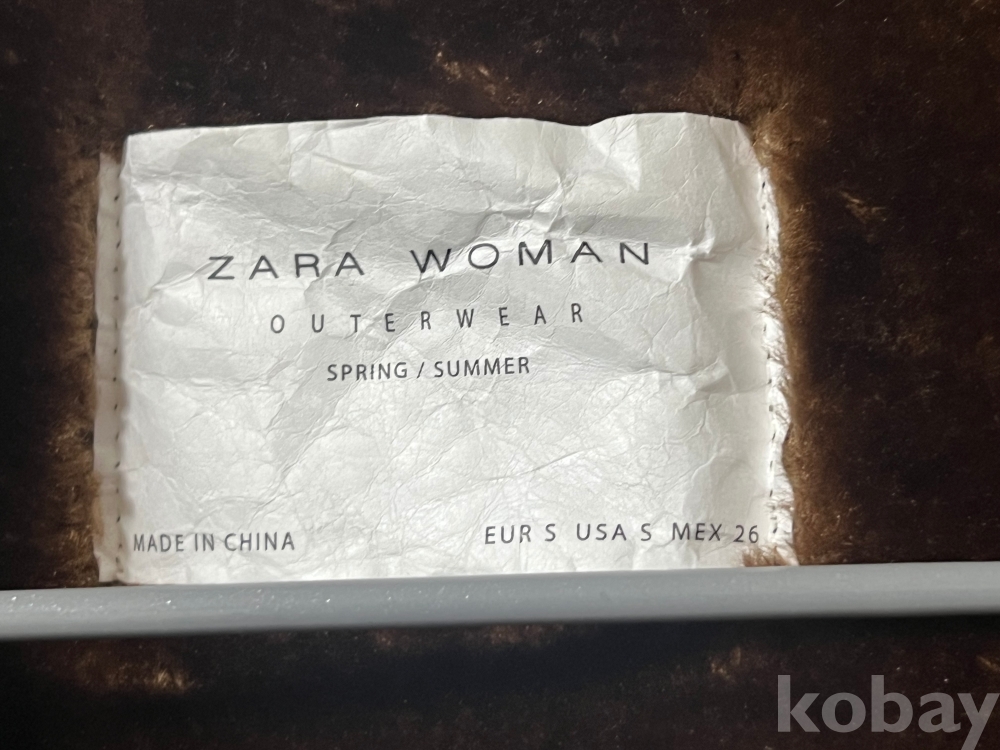 ZARA WOMAN
OUTERWEAR
SPRING / SUMMER
MADE IN CHINA EUR S USA S MEX 26
kobay